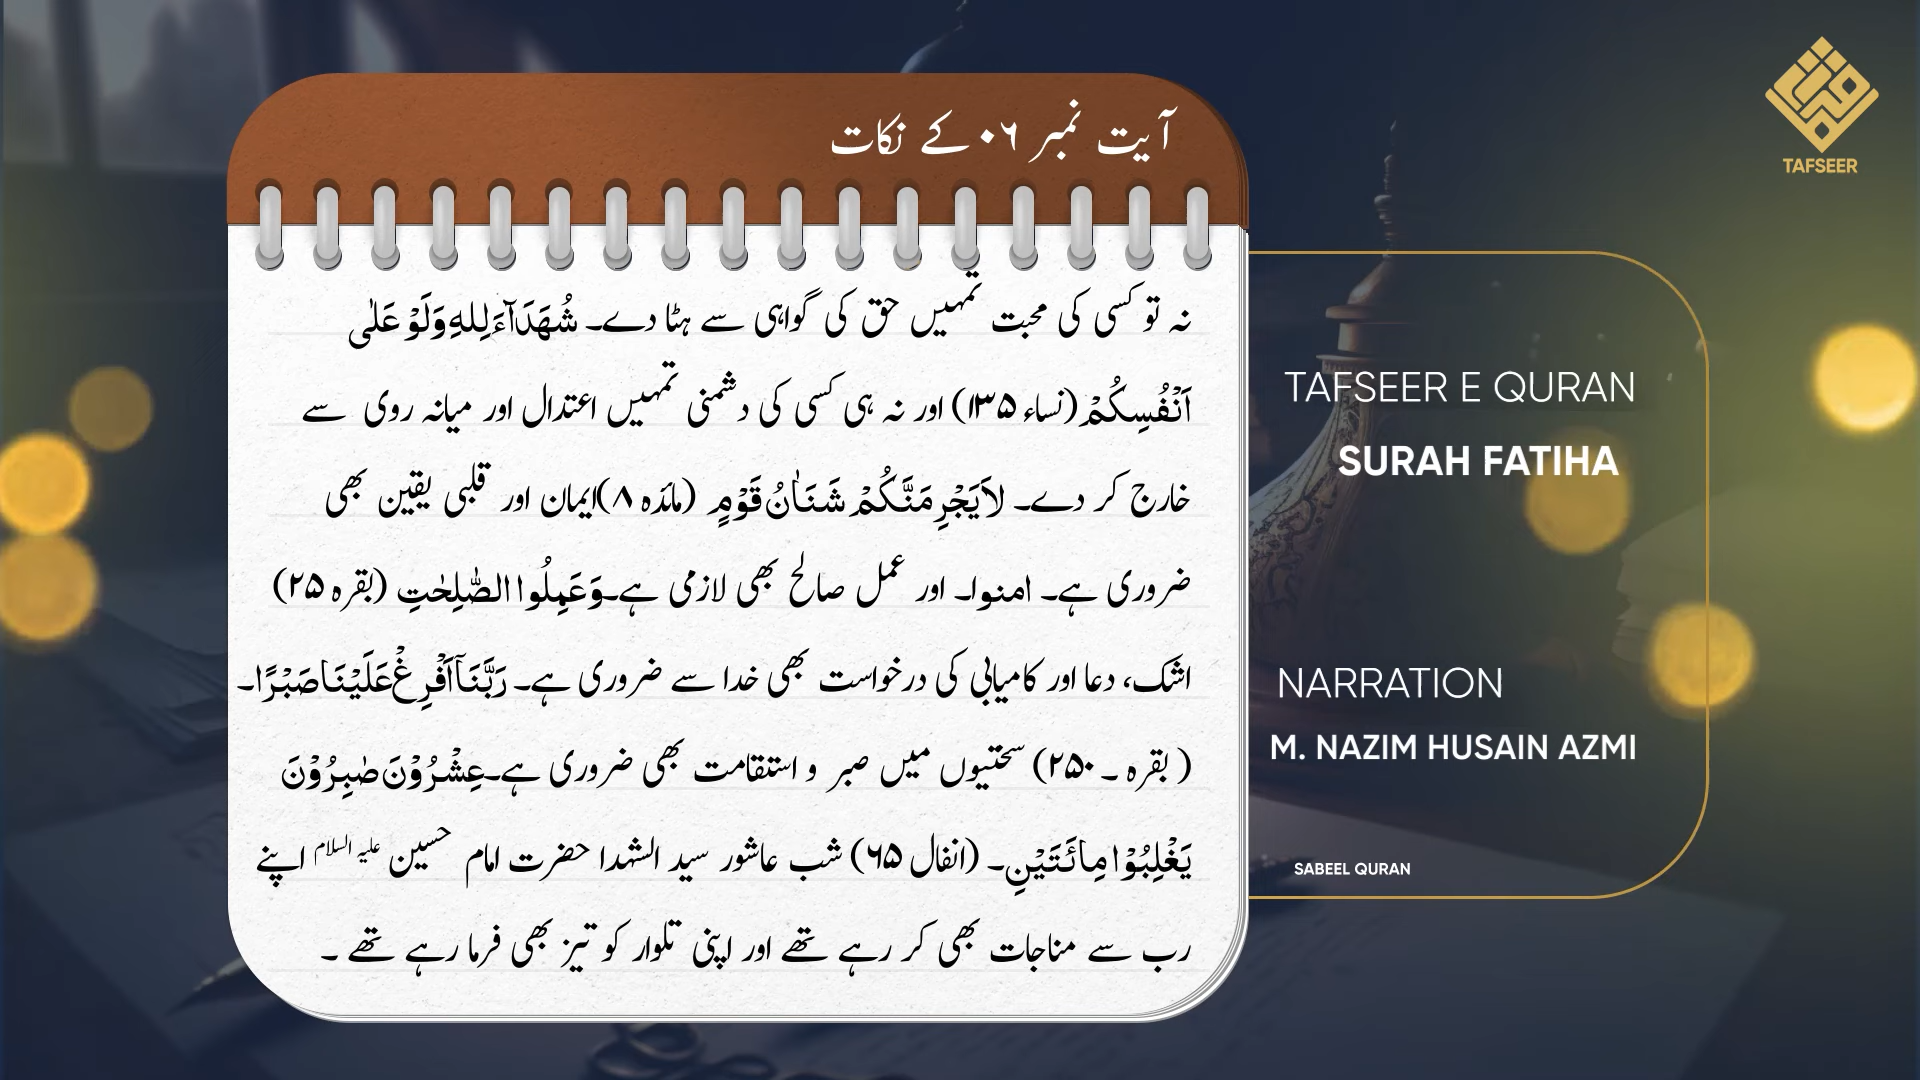 آیت نمبر ۰۶ کے نکات
نہ تو کسی کی محبت تمہیں حق کی گواہی سے ہٹا دے۔ شُهَدَآءَ لِلهِ وَلَوْ عَلٰى
اَنْفُسِكُمْ (نساء ۱۳۵) اور نہ ہی کسی کی دشمنی تمہیں اعتدال اور میانہ روی سے
خارج کر دے۔ لاَ يَجْرِ مَنَّكُمْ شَنَاٰنُ قَوْمٍ (مائدہ ۸)ایمان اور قلبی یقین بھی
ضروری ہے۔ امنوا۔ اور عمل صالح بھی لازمی ہے۔وَعَمِلُوا الصّٰلِحٰتِ (بقرہ ۲۵)
اشک، دعا اور کامیابی کی درخواست بھی خدا سے ضروری ہے۔ رَبَّنَآ اَفْرِغْ عَلَيْنَا صَبْرًا۔
( بقرہ ۔ ۲۵۰) سختیوں میں صبر و استقامت بھی ضروری ہے۔عِشْرُوْنَ صٰبِرُوْنَ
يَغْلِبُوْا مِائَتَيْنِ۔ (انفال ۶۵) شب عاشور سید الشہدا حضرت امام حسین علیہ السلام اپنے
رب سے مناجات بھی کر رہے تھے اور اپنی تلوار کو تیز بھی فرما رہے تھے ۔
TAFSEER
TAFSEER E QURAN
SURAH FATIHA
NARRATION
M. NAZIM HUSAIN AZMI
SABEEL QURAN